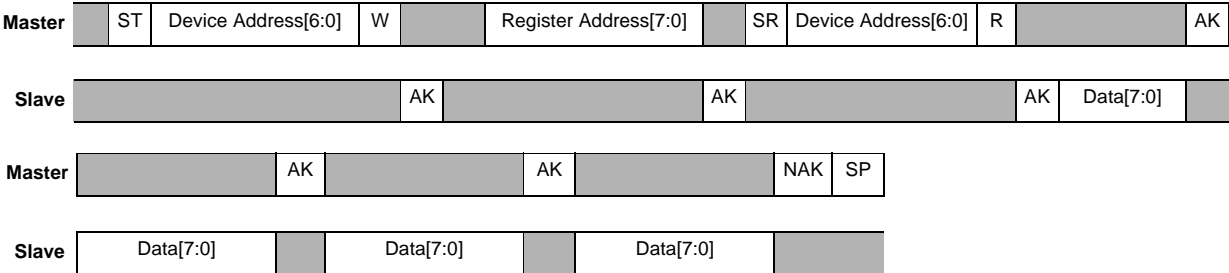 Master ST Device Address[6:0] W Register Address[7:0] SR Device Address[6:0] R AK
Slave AK AK AK Data[7:0]
Master AK AK NAK SP
Slave Data[7:0] Data[7:0] Data[7:0]